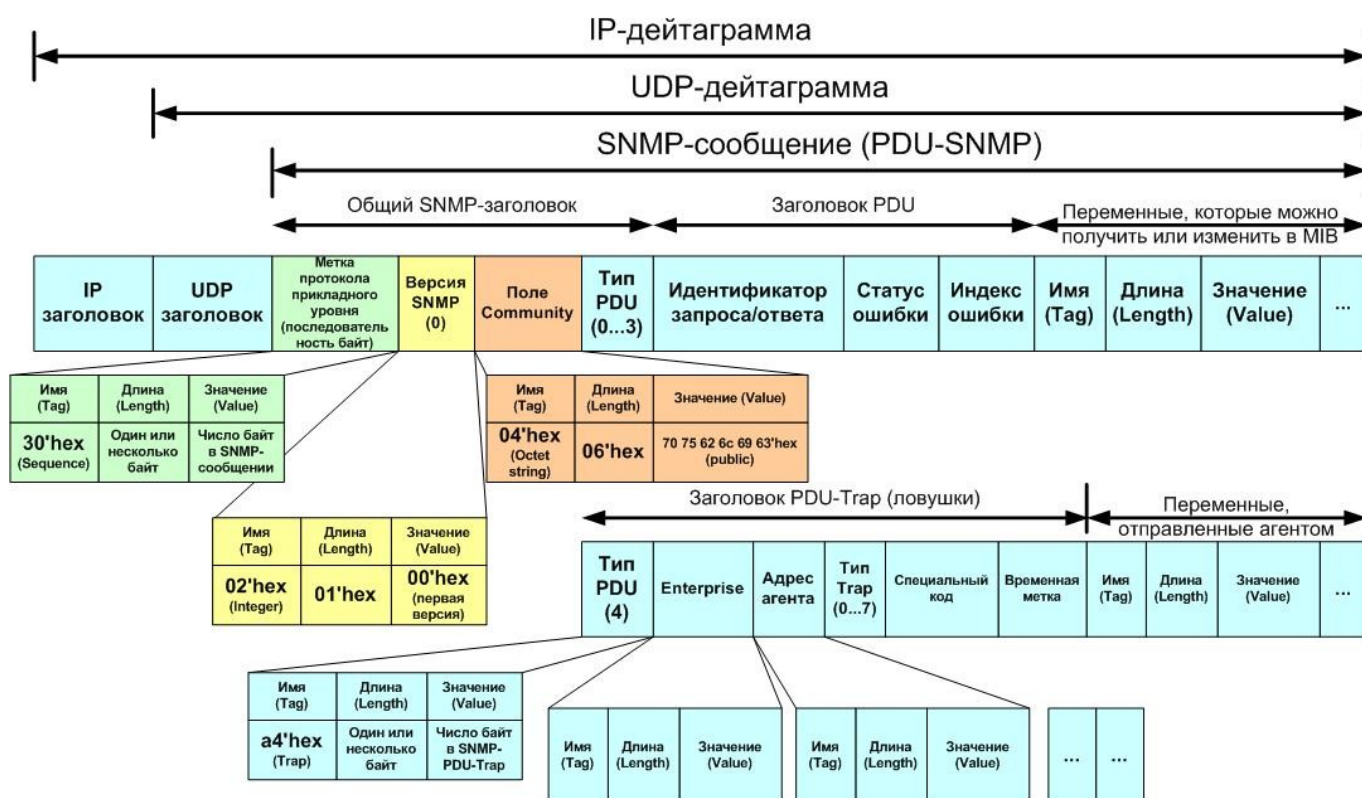 IP-дейтаграмма
UDP-дейтаграмма
SNMP-сообщение (PDU-SNMP)
Общий SNMP-заголовок
Заголовок PDU
Переменные, которые можно
получить или изменить в MIB
IP
заголовок
UDP
заголовок
Метка
протокола
прикладного
уровня
(последователь
ность байт)
Версия
SNMP
(0)
Поле
Community
Тип
PDU
(0...3)
Идентификатор
запроса/ответа
Статус
ошибки
Индекс
ошибки
Имя
(Tag)
Длина
(Length)
Значение
(Value)
...
Имя
(Tag)
Длина
(Length)
Значение
(Value)
30'hex
(Sequence)
Один или
несколько
байт
Число байт
в SNMP-
сообщении
Имя
(Tag)
Длина
(Length)
Значение (Value)
04'hex
(Octet
string)
06'hex
70 75 62 6c 69 63'hex
(public)
Имя
(Tag)
Длина
(Length)
Значение
(Value)
02'hex
(Integer)
01'hex
00'hex
(первая
версия)
Заголовок PDU-Trap (ловушки)
Переменные,
отправленные агентом
Тип
PDU
(4)
Enterprise
Адрес
агента
Тип
Trap
(0...7)
Специальный
код
Временная
метка
Имя
(Tag)
Длина
(Length)
Значение
(Value)
...
Имя
(Tag)
Длина
(Length)
Значение
(Value)
a4'hex
(Trap)
Один или
несколько
байт
Число байт
в SNMP-
PDU-Trap
Имя
(Tag)
Длина
(Length)
Значение
(Value)
Имя
(Tag)
Длина
(Length)
Значение
(Value)
...
...